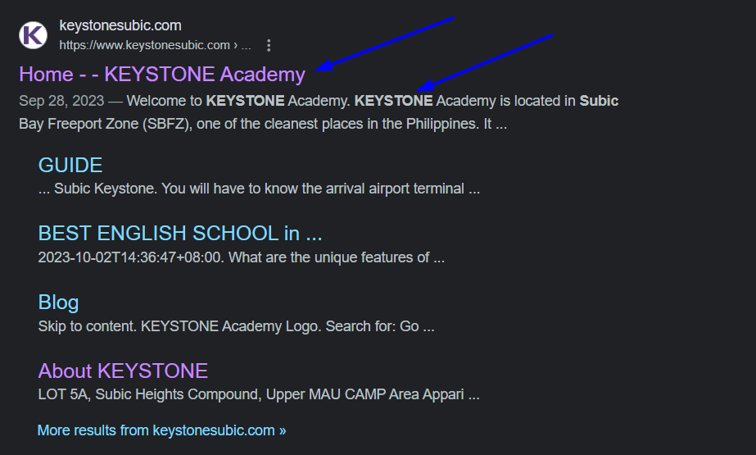 K
keystonesubic.com
https://www.keystonesubic.com › ...
Home - - KEYSTONE Academy
Sep 28, 2023 — Welcome to KEYSTONE Academy. KEYSTONE Academy is located in Subic
Bay Freeport Zone (SBFZ), one of the cleanest places in the Philippines. It ...
GUIDE
... Subic Keystone. You will have to know the arrival airport terminal ...
BEST ENGLISH SCHOOL in ...
2023-10-02T14:36:47+08:00. What are the unique features of ...
Blog
Skip to content. KEYSTONE Academy Logo. Search for: Go ...
About KEYSTONE
LOT 5A, Subic Heights Compound, Upper MAU CAMP Area Appari ...
More results from keystonesubic.com »